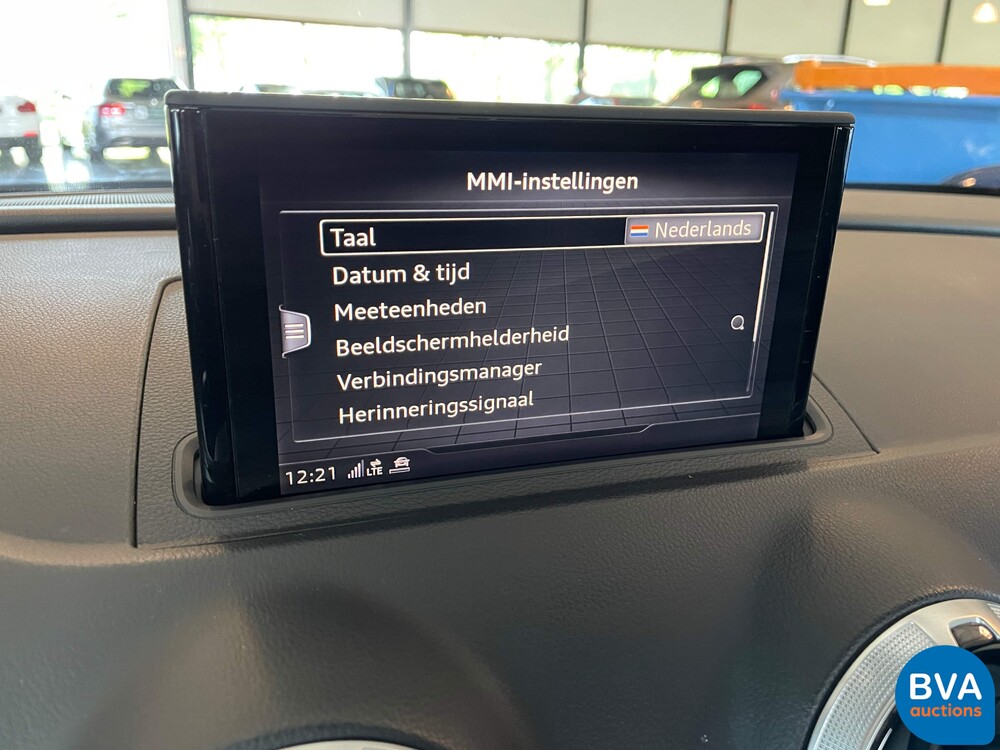 MMI-instellingen
Taal Nederlands
Datum & tijd
Meeteenheden
Beeldschermhelderheid
Verbindingsmanager
Herinneringssignaal
12:21 LTE
BVA
auctions